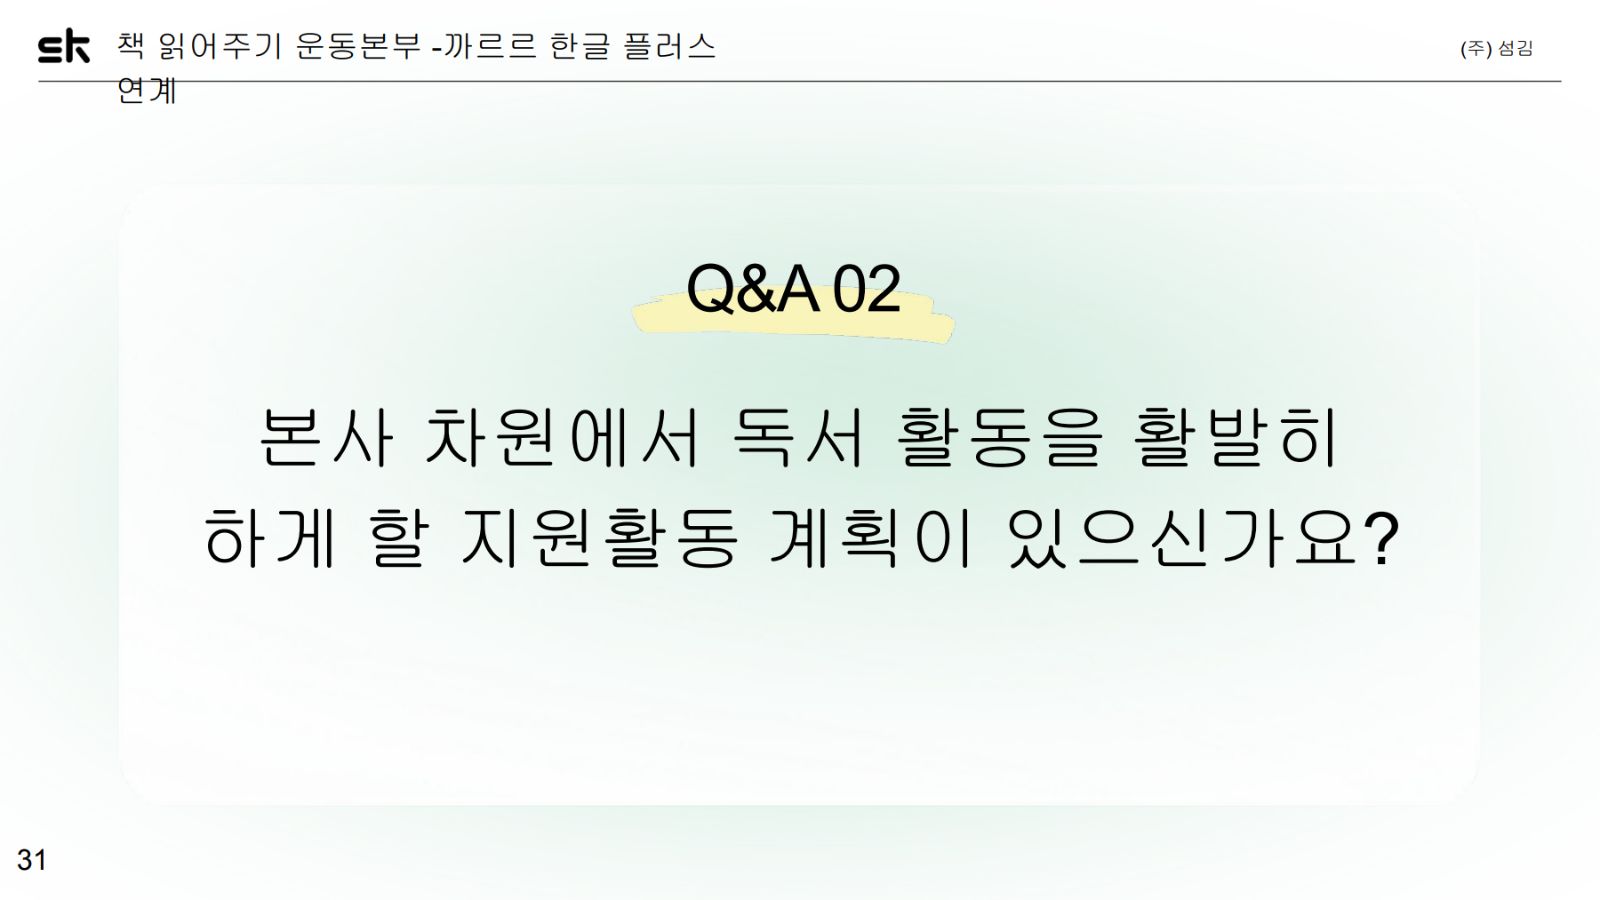 sk 책 읽어주기 운동본부 -까르르 한글 플러스
연계
(주) 섬김
Q&A 02
본사 차원에서 독서 활동을 활발히
하게 할 지원활동 계획이 있으신가요?
31